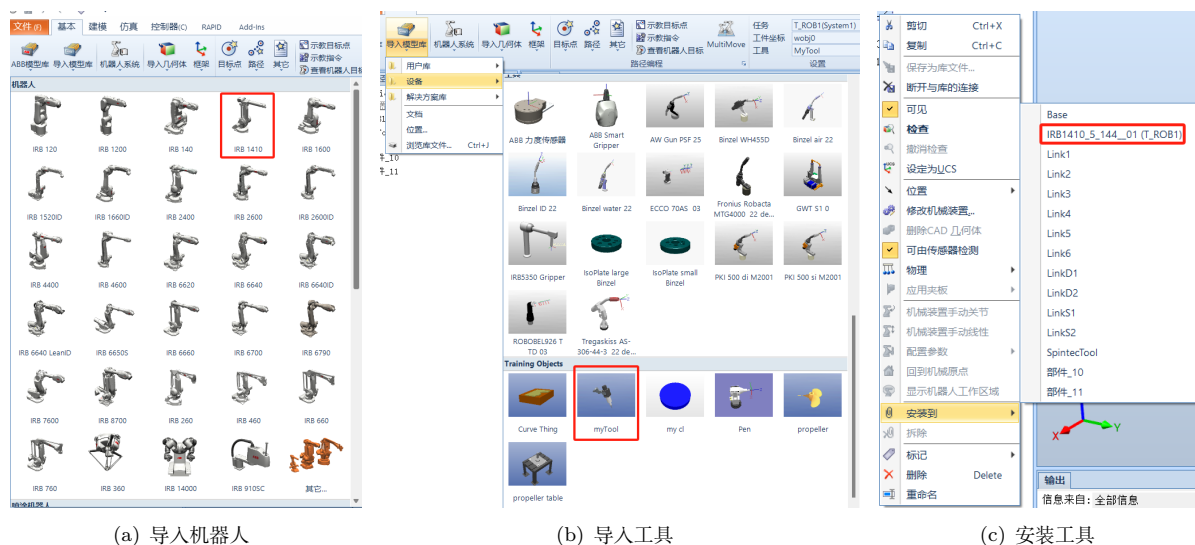 文件(F) 基本 建模 仿真 控制器(C) RAPID Add-Ins
ABB模型库 导入模型库 机器人系统 导入几何体 框架 目标点 路径 其它
示教目标点
示教指令
查看机器人目标
机器人
IRB 120 IRB 1200 IRB 140 IRB 1410 IRB 1600
IRB 1520ID IRB 1660ID IRB 2400 IRB 2600 IRB 2600ID
IRB 4400 IRB 4600 IRB 6620 IRB 6640 IRB 6640ID
IRB 6640 LeanID IRB 6650S IRB 6660 IRB 6700 IRB 6790
IRB 7600 IRB 8700 IRB 260 IRB 460 IRB 660
IRB 760 IRB 360 IRB 14000 IRB 910SC 其它...
喷涂机器人
(a) 导入机器人
导入模型库 机器人系统 导入几何体 框架 目标点 路径 其它
示教目标点
示教指令
查看机器人目标
MultiMove
任务 T_ROB1(System1)
工件坐标 wobj0
工具 MyTool
路径编程 设置
用户库
设备
解决方案库
文档
位置...
浏览库文件... Ctrl+J
件_10
件_11
工具
ABB 力度传感器 ABB Smart Gripper AW Gun PSF 25 Binzel WH455D Binzel air 22
Binzel ID 22 Binzel water 22 ECCO 70AS 03 Fronius Robacta MTG4000 22 de... GWT S1 0
IRB5350 Gripper IsoPlate large Binzel IsoPlate small Binzel PKI 500 di M2001 PKI 500 si M2001
ROBOBEL926 T TD 03 Tregaskiss AS-306-44-3 22 de...
Training Objects
Curve Thing myTool my cl Pen propeller
propeller table
(b) 导入工具
剪切 Ctrl+X
复制 Ctrl+C
保存为库文件...
断开与库的连接
可见
检查
撤消检查
设定为UCS
位置
修改机械装置...
删除CAD 几何体
可由传感器检测
物理
应用夹板
机械装置手动关节
机械装置手动线性
配置参数
回到机械原点
显示机器人工作区域
安装到
拆除
标记
删除 Delete
重命名
Base
IRB1410_5_144__01 (T_ROB1)
Link1
Link2
Link3
Link4
Link5
Link6
LinkD1
LinkD2
LinkS1
LinkS2
SpintecTool
部件_10
部件_11
X Y
输出
信息来自: 全部信息
(c) 安装工具